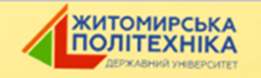 ЖИТОМИРСЬКА
ПОЛІТЕХНІКА
ДЕРЖАВНИЙ УНІВЕРСИТЕТ